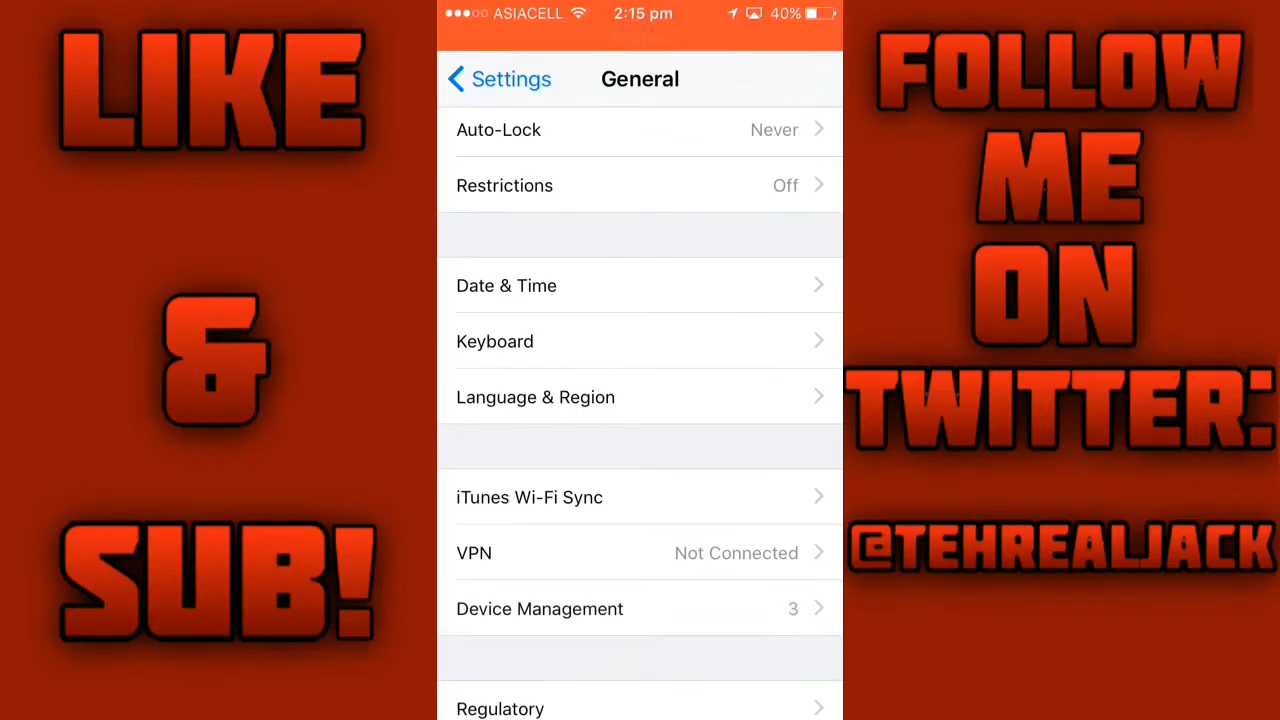 LIKE
&
SUB!
ASIACELL 2:15 pm 40%
Settings General
Auto-Lock Never
Restrictions Off
Date & Time
Keyboard
Language & Region
iTunes Wi-Fi Sync
VPN Not Connected
Device Management 3
Regulatory
FOLLOW
ME
ON
TWITTER:
@TEHREALJACK